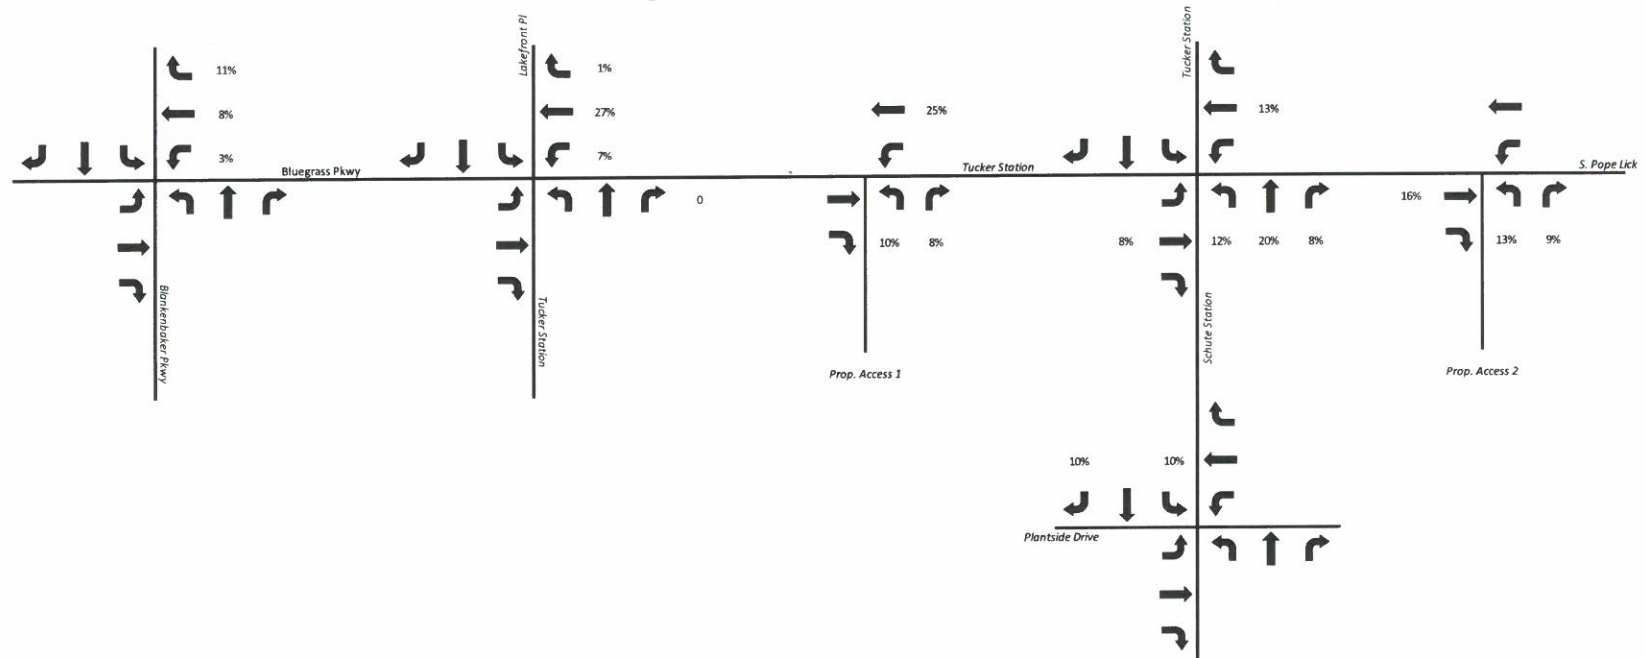 Lakefront Pl
Tucker Station
11%
1%
8%
27%
25%
13%
3%
7%
Bluegrass Pkwy
Tucker Station
S. Pope Lick
0
16%
10%
8%
8%
12%
20%
8%
13%
9%
Blankenbaker Pkwy
Tucker Station
Schute Station
Prop. Access 1
Prop. Access 2
10%
10%
Plantside Drive